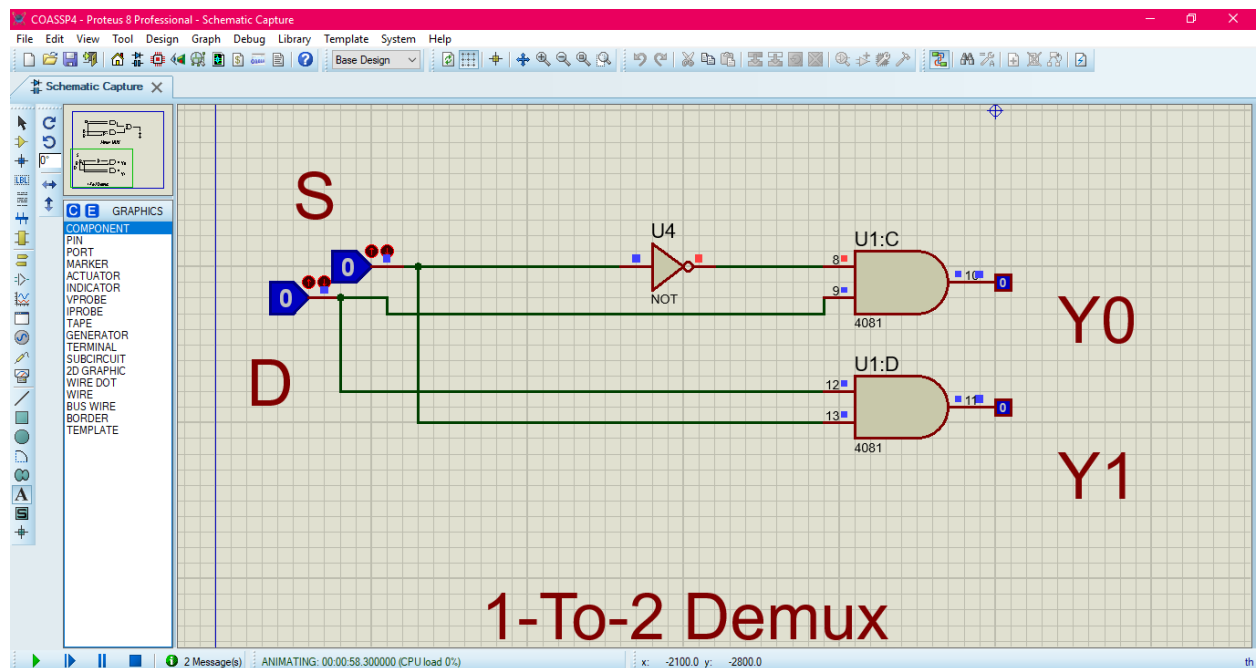 COASSP4 - Proteus 8 Professional - Schematic Capture
File Edit View Tool Design Graph Debug Library Template System Help
Base Design
Schematic Capture
0°
LBL
C E GRAPHICS
COMPONENT
PIN
PORT
MARKER
ACTUATOR
INDICATOR
VPROBE
IPROBE
TAPE
GENERATOR
TERMINAL
SUBCIRCUIT
2D GRAPHIC
WIRE DOT
WIRE
BUS WIRE
BORDER
TEMPLATE
S
0
0
D
U4
NOT
U1:C
8
9
10
4081
0
Y0
U1:D
12
13
11
4081
0
Y1
1-To-2 Demux
2 Message(s) ANIMATING: 00:00:58.300000 (CPU load 0%) x: -2100.0 y: -2800.0 th